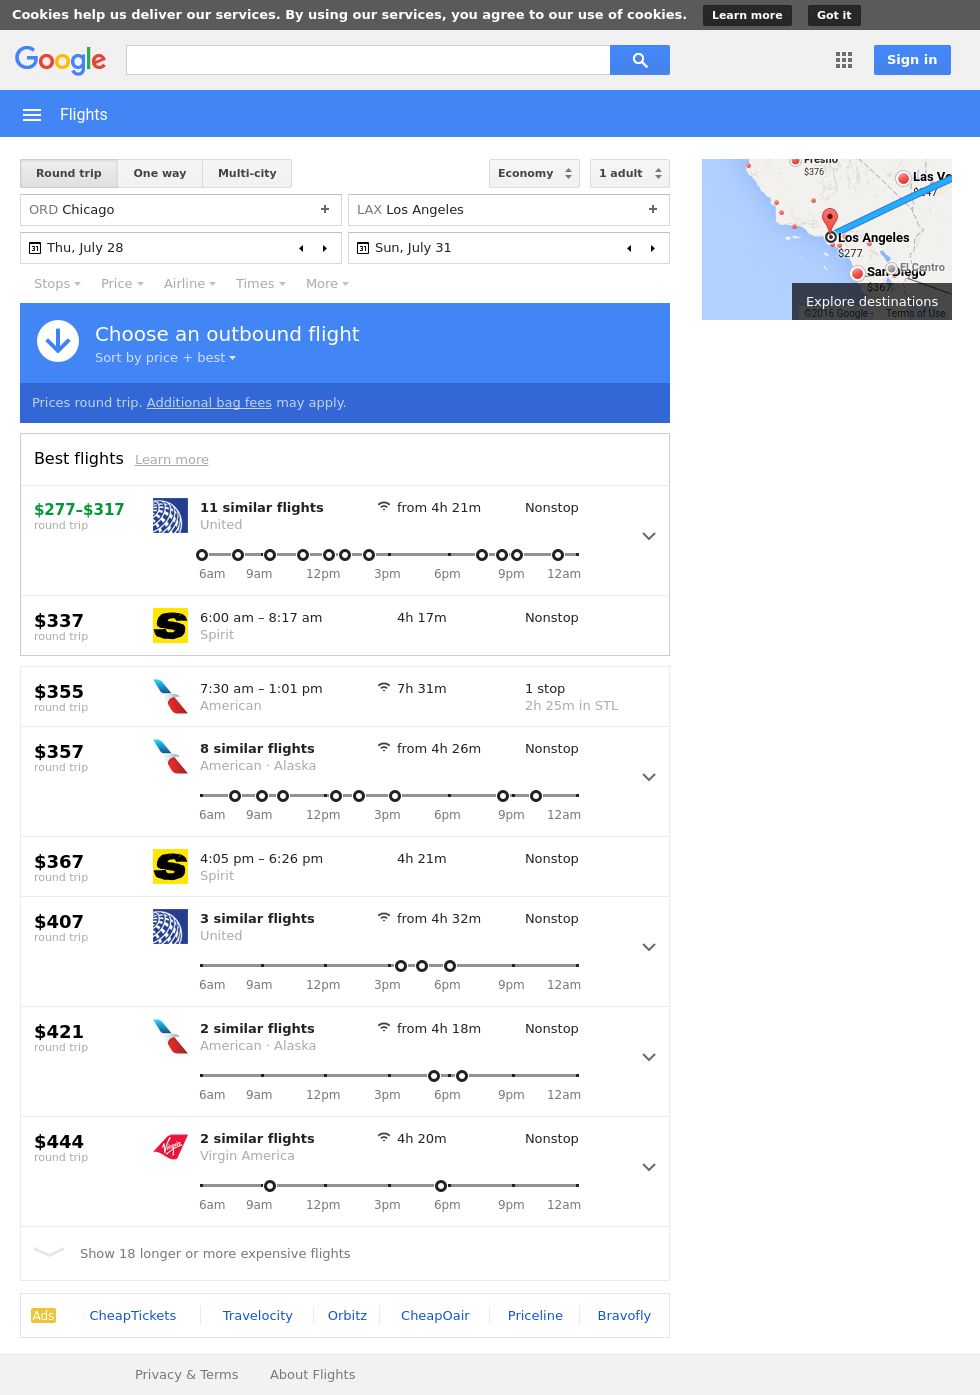 Cookies help us deliver our services. By using our services, you agree to our use of cookies. Learn more Got it
Google Sign in
Flights
Round trip One way Multi-city Economy 1 adult
ORD Chicago + LAX Los Angeles +
31 Thu, July 28 31 Sun, July 31
Stops Price Airline Times More
Choose an outbound flight
Sort by price + best
Prices round trip. Additional bag fees may apply.
Fresno
$376
Las Ve
$247
Los Angeles
$277
El Centro
San Diego
$367
Explore destinations
©2016 Google - Terms of Use
Best flights Learn more
$277–$317 11 similar flights from 4h 21m Nonstop
round trip United
6am 9am 12pm 3pm 6pm 9pm 12am
$337 6:00 am – 8:17 am 4h 17m Nonstop
round trip Spirit
$355 7:30 am – 1:01 pm 7h 31m 1 stop
round trip American 2h 25m in STL
$357 8 similar flights from 4h 26m Nonstop
round trip American · Alaska
6am 9am 12pm 3pm 6pm 9pm 12am
$367 4:05 pm – 6:26 pm 4h 21m Nonstop
round trip Spirit
$407 3 similar flights from 4h 32m Nonstop
round trip United
6am 9am 12pm 3pm 6pm 9pm 12am
$421 2 similar flights from 4h 18m Nonstop
round trip American · Alaska
6am 9am 12pm 3pm 6pm 9pm 12am
$444 Virgin 2 similar flights 4h 20m Nonstop
round trip Virgin America
6am 9am 12pm 3pm 6pm 9pm 12am
Show 18 longer or more expensive flights
Ads CheapTickets Travelocity Orbitz CheapOair Priceline Bravofly
Privacy & Terms About Flights